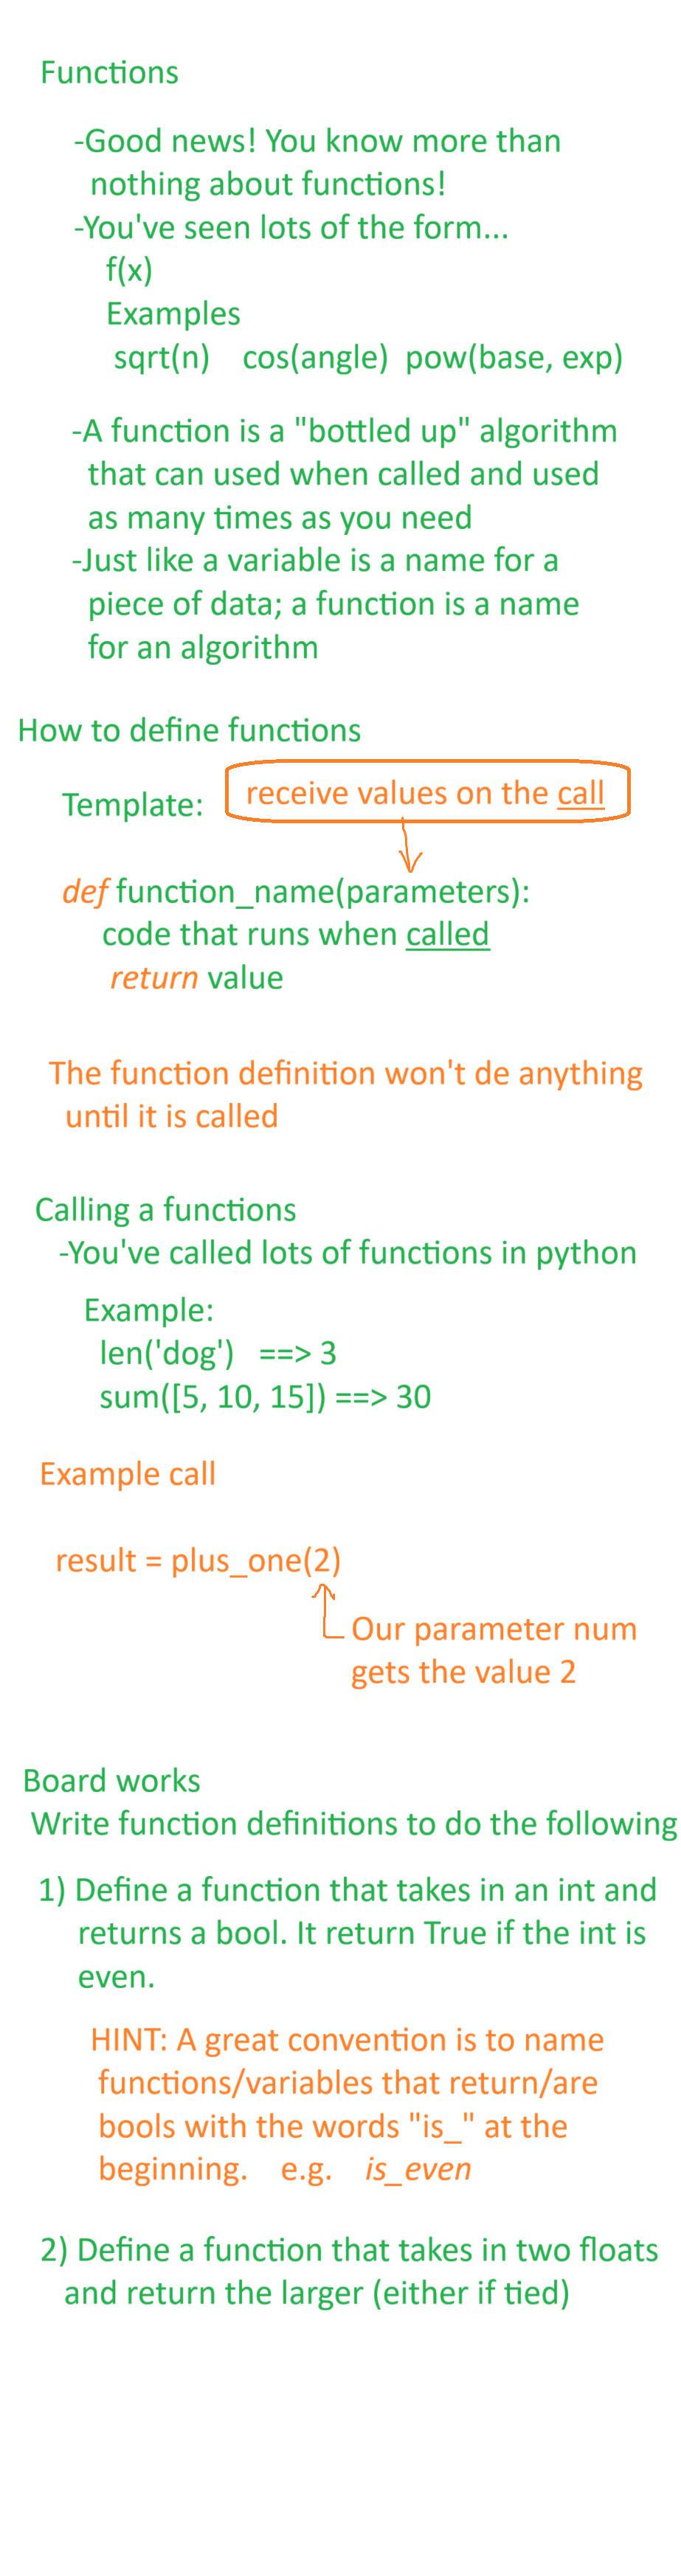 Functions
-Good news! You know more than
nothing about functions!
-You've seen lots of the form...
f(x)
Examples
sqrt(n)    cos(angle)  pow(base, exp)
-A function is a "bottled up" algorithm
that can used when called and used
as many times as you need
-Just like a variable is a name for a
piece of data; a function is a name
for an algorithm
How to define functions
Template:
receive values on the call
def function_name(parameters):
code that runs when called
return value
The function definition won't de anything
until it is called
Calling a functions
-You've called lots of functions in python
Example:
len('dog')   ==> 3
sum([5, 10, 15]) ==> 30
Example call
result = plus_one(2)
Our parameter num
gets the value 2
Board works
Write function definitions to do the following
1) Define a function that takes in an int and
returns a bool. It return True if the int is
even.
HINT: A great convention is to name
functions/variables that return/are
bools with the words "is_" at the
beginning.    e.g.    is_even
2) Define a function that takes in two floats
and return the larger (either if tied)